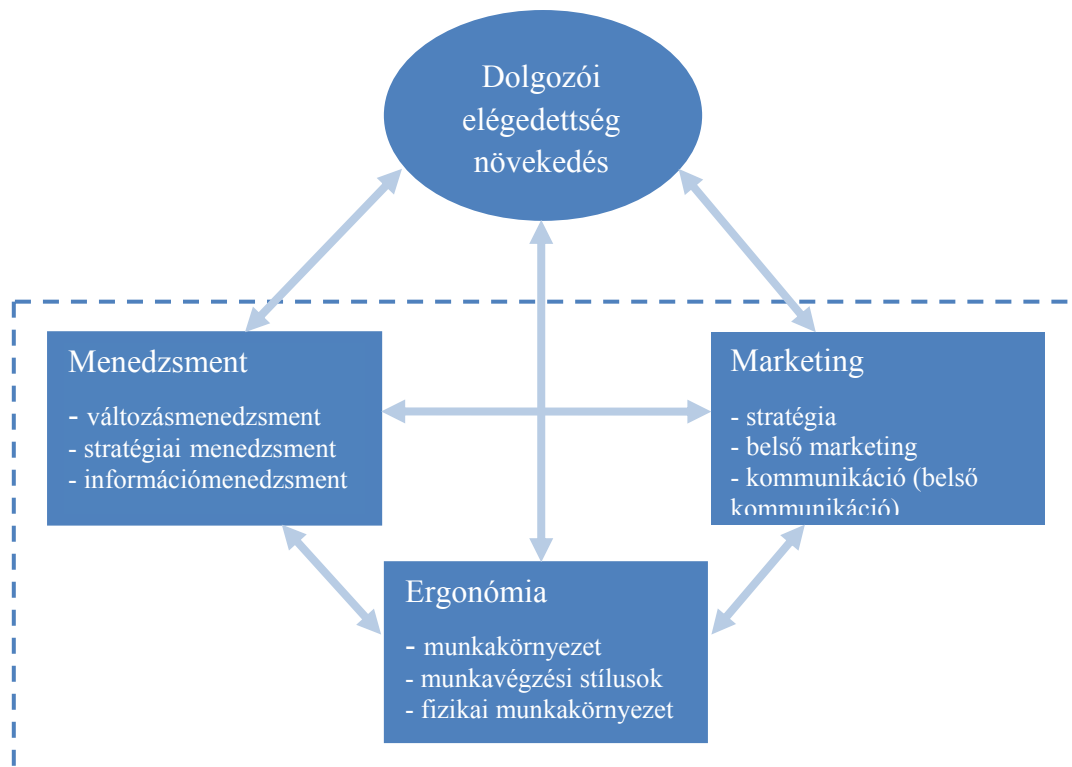 Dolgozói
elégedettség
növekedés
Menedzsment
- változásmenedzsment
- stratégiai menedzsment
- információmenedzsment
Marketing
- stratégia
- belső marketing
- kommunikáció (belső
kommunikáció)
Ergonómia
- munkakörnyezet
- munkavégzési stílusok
- fizikai munkakörnyezet